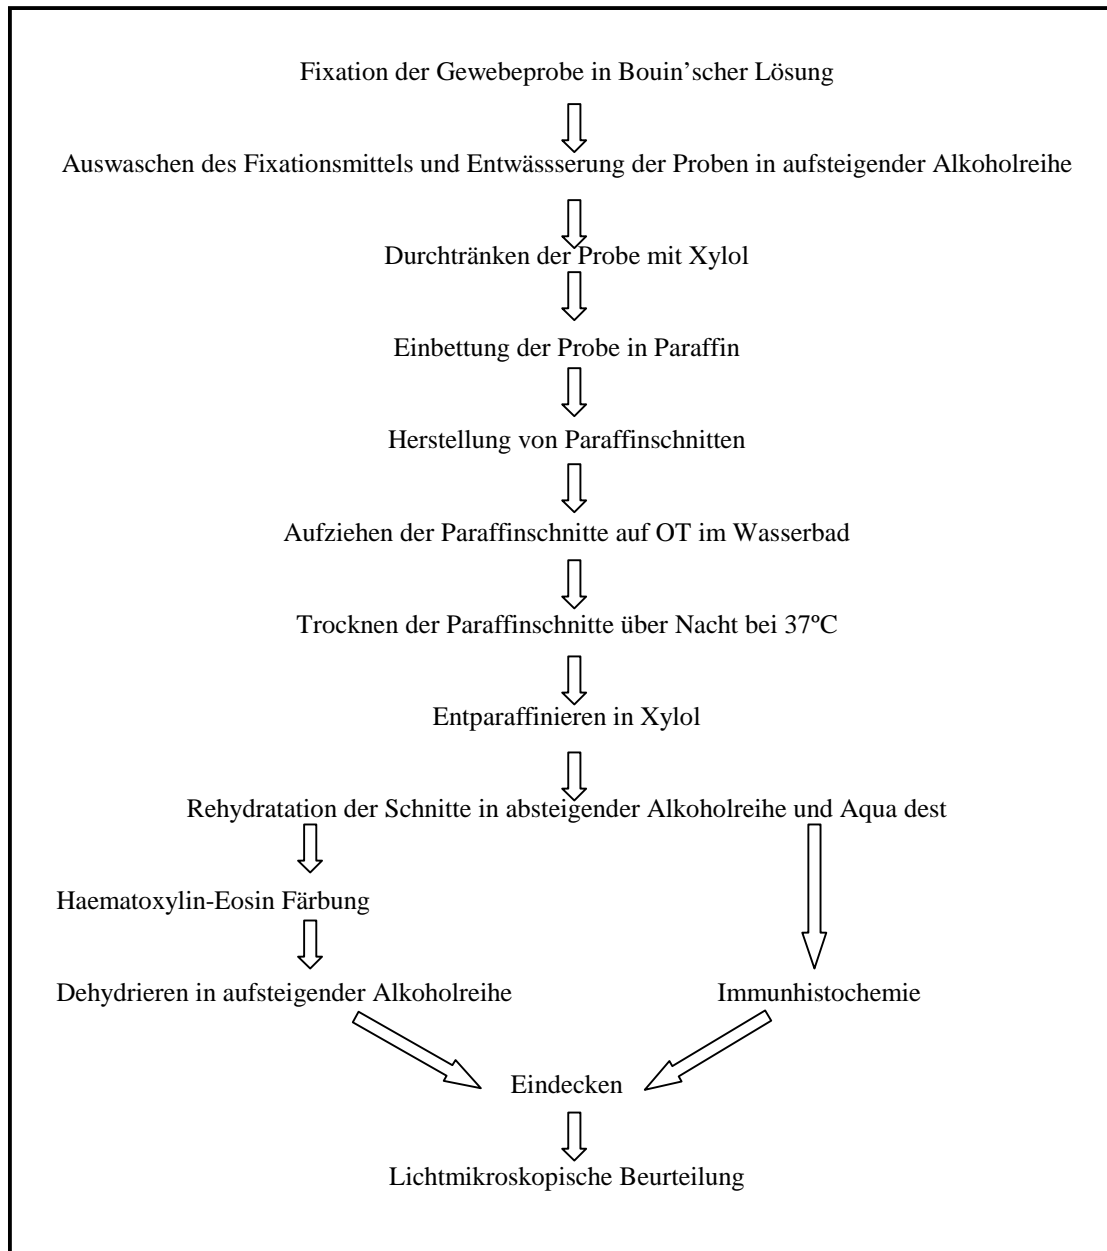 Fixation der Gewebeprobe in Bouin’scher Lösung
Auswaschen des Fixationsmittels und Entwässserung der Proben in aufsteigender Alkoholreihe
Durchtränken der Probe mit Xylol
Einbettung der Probe in Paraffin
Herstellung von Paraffinschnitten
Aufziehen der Paraffinschnitte auf OT im Wasserbad
Trocknen der Paraffinschnitte über Nacht bei 37ºC
Entparaffinieren in Xylol
Rehydratation der Schnitte in absteigender Alkoholreihe und Aqua dest
Haematoxylin-Eosin Färbung
Dehydrieren in aufsteigender Alkoholreihe
Immunhistochemie
Eindecken
Lichtmikroskopische Beurteilung